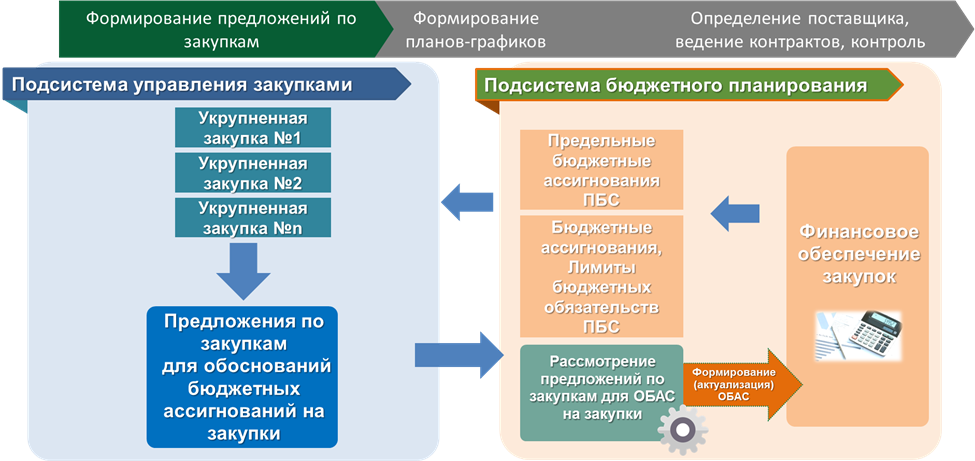 Формирование предложений по
закупкам
Формирование
планов-графиков
Определение поставщика,
ведение контрактов, контроль
Подсистема управления закупками
Укрупненная
закупка №1
Укрупненная
закупка №2
Укрупненная
закупка №n
Предложения по
закупкам
для обоснований
бюджетных
ассигнований на
закупки
Подсистема бюджетного планирования
Предельные
бюджетные
ассигнования
ПБС
Бюджетные
ассигнования,
Лимиты
бюджетных
обязательств
ПБС
Рассмотрение
предложений по
закупкам для ОБАС
на закупки
Формирование
(актуализация)
ОБАС
Финансовое
обеспечение
закупок